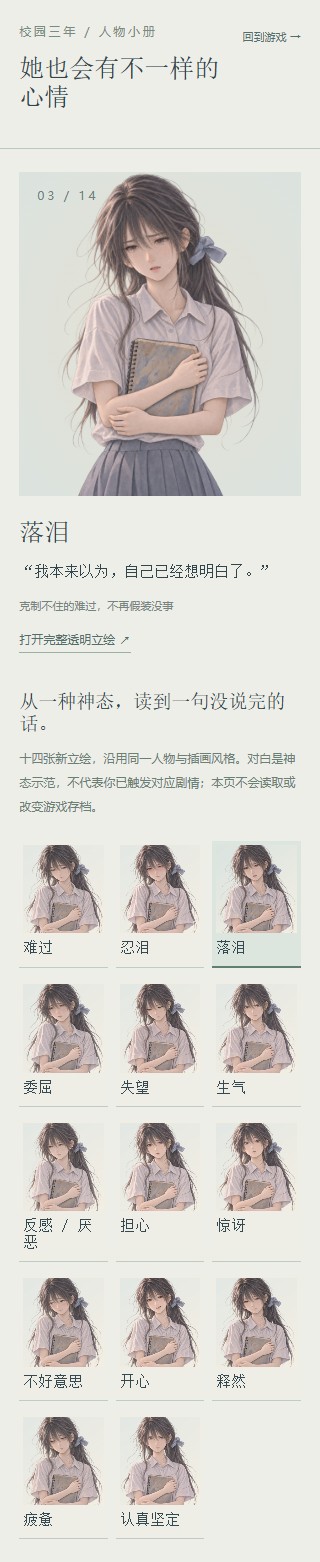 校园三年 / 人物小册
回到游戏 →
她也会有不一样的
心情
03 / 14
落泪
“我本来以为，自己已经想明白了。”
克制不住的难过，不再假装没事
打开完整透明立绘 ↗
从一种神态，读到一句没说完的
话。
十四张新立绘，沿用同一人物与插画风格。对白是神
态示范，不代表你已触发对应剧情；本页不会读取或
改变游戏存档。
难过
忍泪
落泪
委屈
失望
生气
反感 / 厌
恶
担心
惊讶
不好意思
开心
释然
疲惫
认真坚定